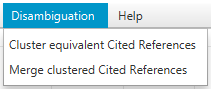 Disambiguation Help
Cluster equivalent Cited References
Merge clustered Cited References